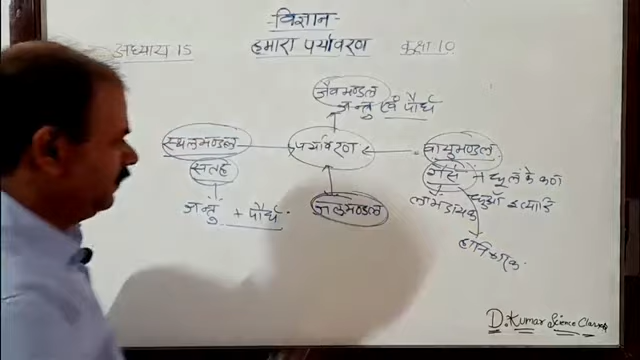 -विज्ञान-
अध्याय 15 हमारा पर्यावरण कक्षा 10
जैवमण्डल
जन्तु एवं पौधे
स्थलमण्डल
पर्यावरण
वायुमण्डल
सतह
गैसें + धूल के कण
धुआँ इत्यादि
लाभदायक
जन्तु + पौधे
जलमण्डल
हानिकारक
D. Kumar Science Classes